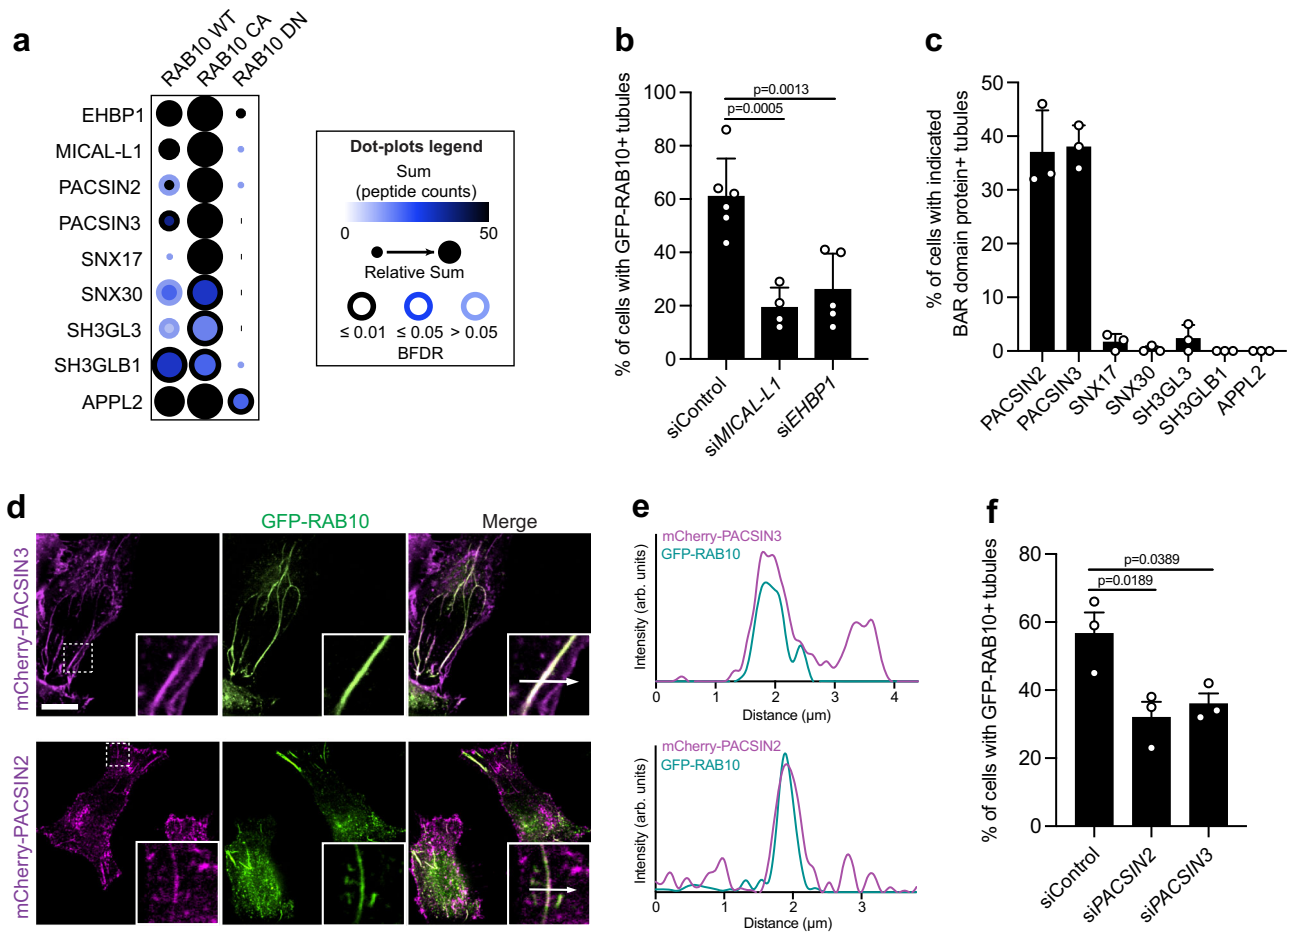 a
RAB10 WT
RAB10 CA
RAB10 DN
EHBP1
MICAL-L1
PACSIN2
PACSIN3
SNX17
SNX30
SH3GL3
SH3GLB1
APPL2
Dot-plots legend
Sum
(peptide counts)
0 50
Relative Sum
≤ 0.01 ≤ 0.05 > 0.05
BFDR
b
% of cells with GFP-RAB10+ tubules
100
80
60
40
20
0
p=0.0013
p=0.0005
siControl
siMICAL-L1
siEHBP1
c
% of cells with indicated
BAR domain protein+ tubules
50
40
30
20
10
0
PACSIN2
PACSIN3
SNX17
SNX30
SH3GL3
SH3GLB1
APPL2
d
GFP-RAB10 Merge
mCherry-PACSIN3
mCherry-PACSIN2
e
mCherry-PACSIN3
GFP-RAB10
Intensity (arb. units)
0 1 2 3 4
Distance (µm)
mCherry-PACSIN2
GFP-RAB10
Intensity (arb. units)
0 1 2 3
Distance (µm)
f
% of cells with GFP-RAB10+ tubules
80
60
40
20
0
p=0.0389
p=0.0189
siControl
siPACSIN2
siPACSIN3